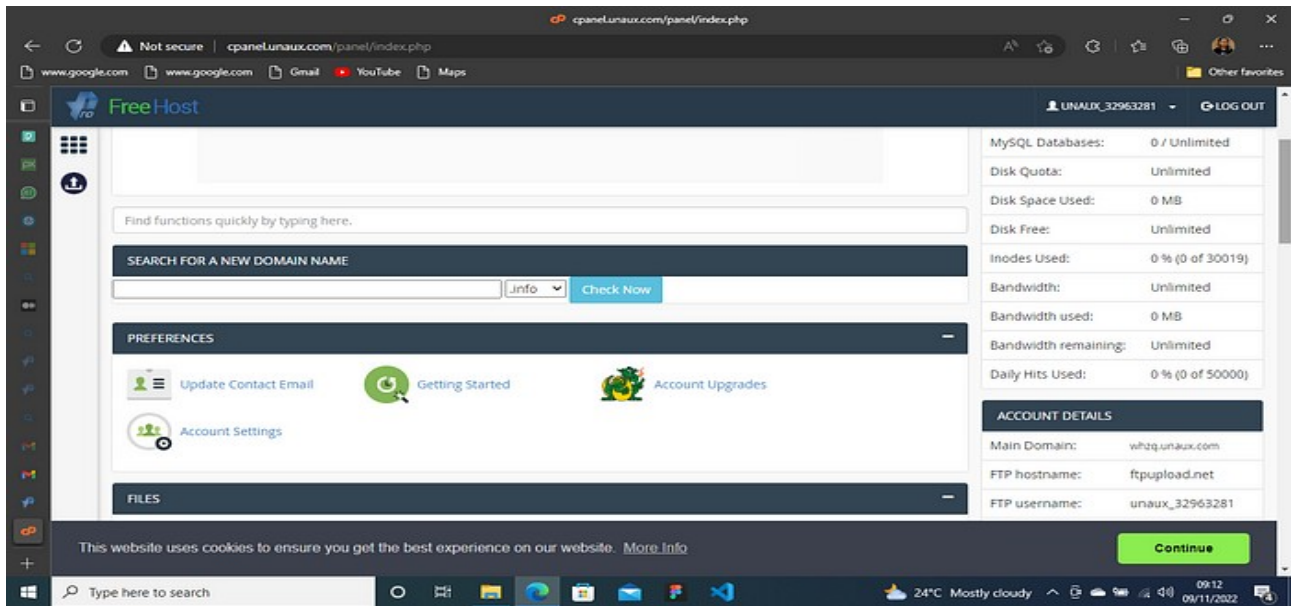 cpanel.unaux.com/panel/index.php
Not secure | cpanel.unaux.com/panel/index.php
www.google.com www.google.com Gmail YouTube Maps Other favorites
FreeHost UNAUX_32963281 LOG OUT
MySQL Databases: 0 / Unlimited
Disk Quota: Unlimited
Disk Space Used: 0 MB
Disk Free: Unlimited
Inodes Used: 0 % (0 of 30019)
Bandwidth: Unlimited
Bandwidth used: 0 MB
Bandwidth remaining: Unlimited
Daily Hits Used: 0 % (0 of 50000)
ACCOUNT DETAILS
Main Domain: whzq.unaux.com
FTP hostname: ftpupload.net
FTP username: unaux_32963281
Find functions quickly by typing here.
SEARCH FOR A NEW DOMAIN NAME
.info Check Now
PREFERENCES
Update Contact Email Getting Started Account Upgrades
Account Settings
FILES
This website uses cookies to ensure you get the best experience on our website. More Info
Continue
Type here to search
24°C Mostly cloudy
09:12
09/11/2022